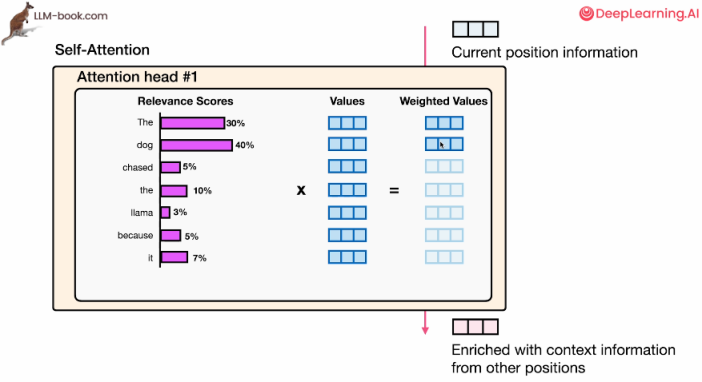 LLM-book.com
DeepLearning.AI
Self-Attention
Current position information
Attention head #1
Relevance Scores
Values
Weighted Values
The
30%
dog
40%
chased
5%
the
10%
x
=
llama
3%
because
5%
it
7%
Enriched with context information
from other positions